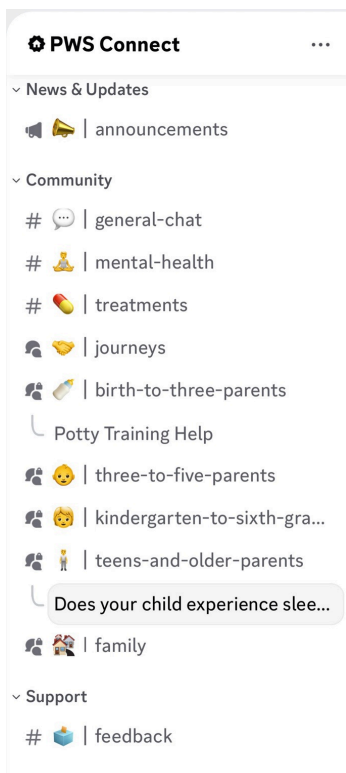 PWS Connect
News & Updates
announcements
Community
# | general-chat
# | mental-health
# | treatments
| journeys
| birth-to-three-parents
Potty Training Help
| three-to-five-parents
| kindergarten-to-sixth-gra...
| teens-and-older-parents
Does your child experience slee...
| family
Support
# | feedback